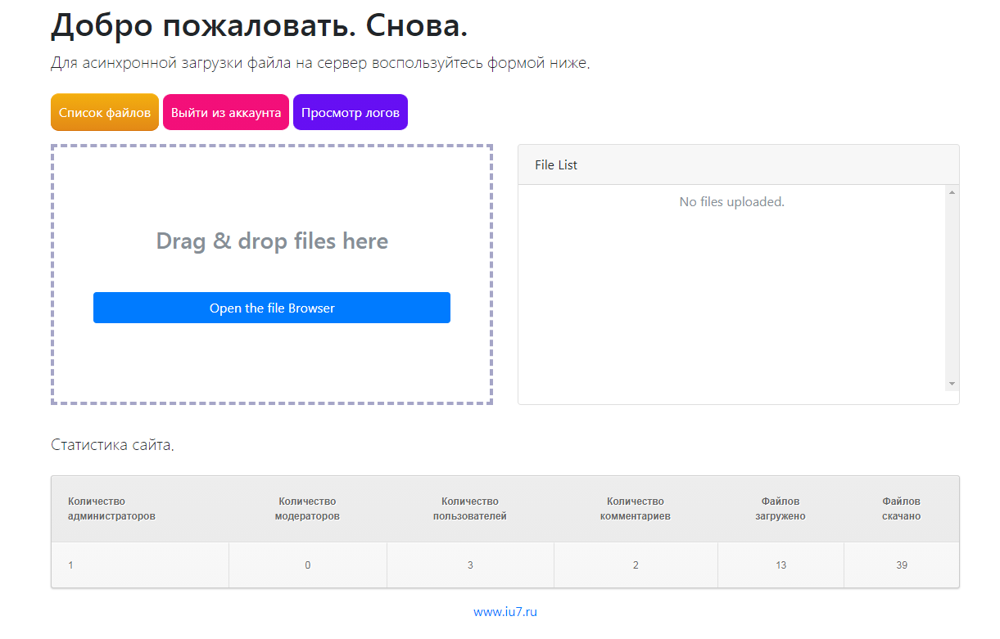 Добро пожаловать. Снова.
Для асинхронной загрузки файла на сервер воспользуйтесь формой ниже.
Список файлов Выйти из аккаунта Просмотр логов
File List
No files uploaded.
Drag & drop files here
Open the file Browser
Статистика сайта.
Количество администраторов Количество модераторов Количество пользователей Количество комментариев Файлов загружено Файлов скачано
1 0 3 2 13 39
www.iu7.ru